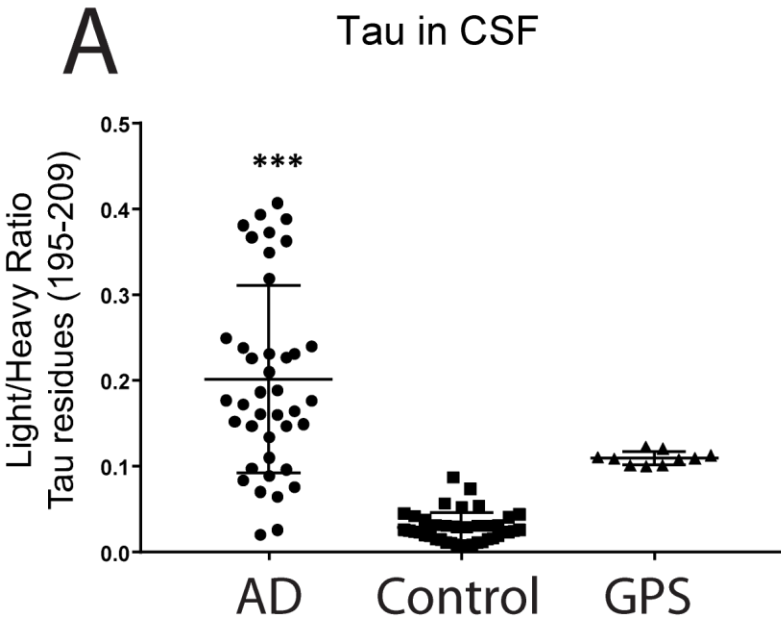 A
Tau in CSF
Light/Heavy Ratio
Tau residues (195-209)
0.5
0.4
0.3
0.2
0.1
0.0
***
AD
Control
GPS